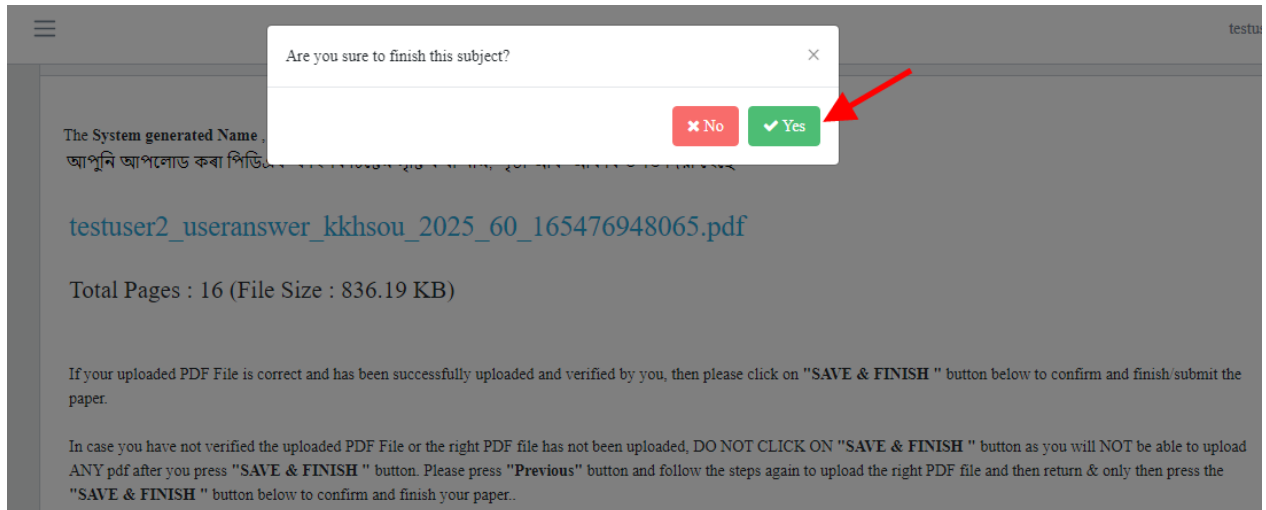 testus
Are you sure to finish this subject? ×
✖ No ✔ Yes
The System generated Name ,
আপুনি আপলোড কৰা
testuser2_useranswer_kkhsou_2025_60_165476948065.pdf
Total Pages : 16 (File Size : 836.19 KB)
If your uploaded PDF File is correct and has been successfully uploaded and verified by you, then please click on "SAVE & FINISH " button below to confirm and finish/submit the
paper.
In case you have not verified the uploaded PDF File or the right PDF file has not been uploaded, DO NOT CLICK ON "SAVE & FINISH " button as you will NOT be able to upload
ANY pdf after you press "SAVE & FINISH " button. Please press "Previous" button and follow the steps again to upload the right PDF file and then return & only then press the
"SAVE & FINISH " button below to confirm and finish your paper..